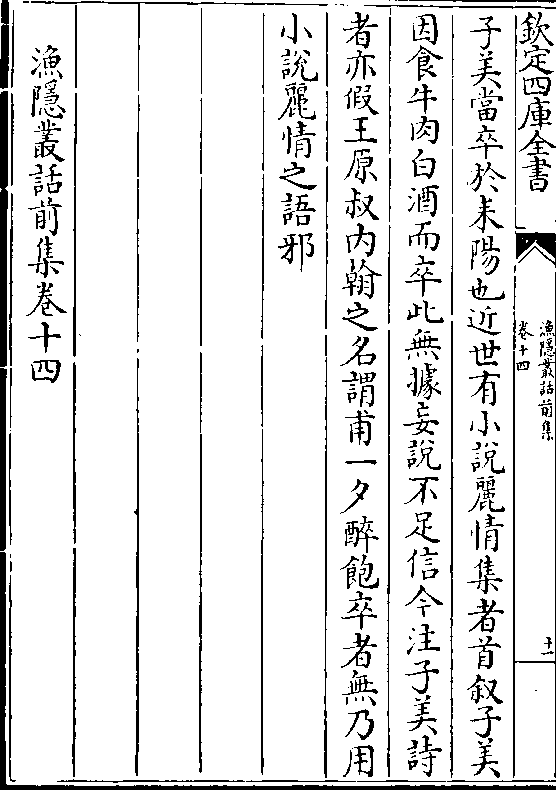 欽定四庫全書
漁隱叢話前集
卷十四
十一
子美當卒於耒陽也近世有小說麗情集者首叙子美
因食牛肉白酒而卒此無據妄說不足信今注子美詩
者亦假王原叔内翰之名謂甫一夕醉飽卒者無乃用
小說麗情之語邪
漁隱叢話前集卷十四